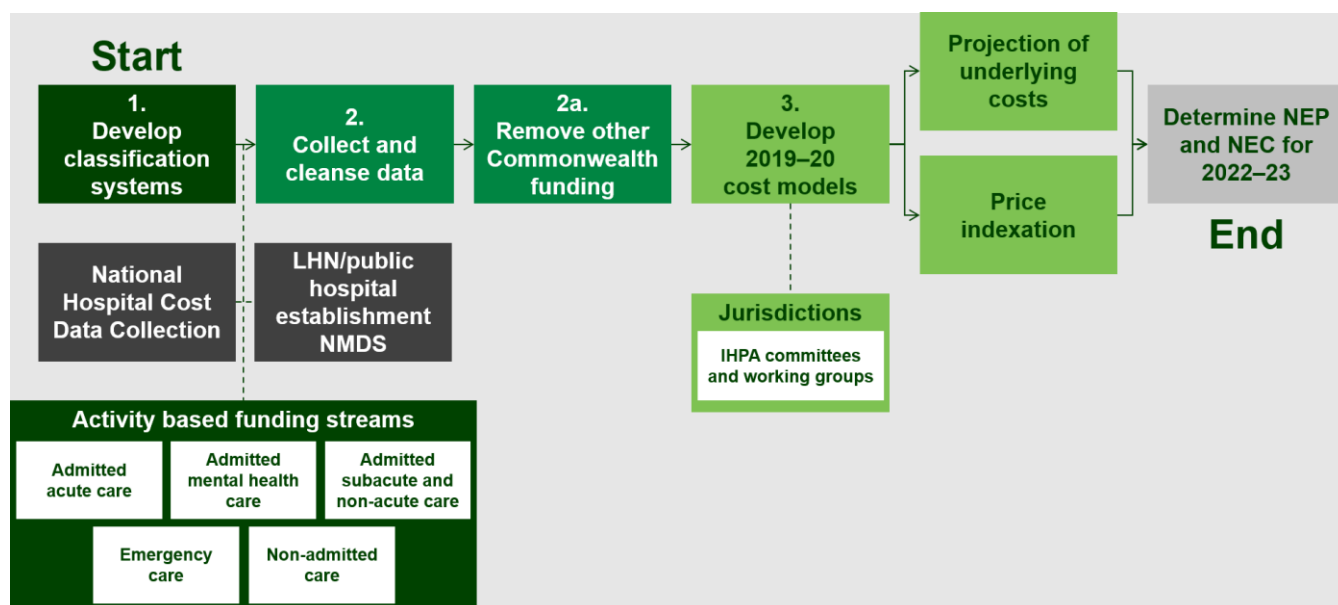 Start
1.
Develop
classification
systems
2.
Collect and
cleanse data
2a.
Remove other
Commonwealth
funding
3.
Develop
2019–20
cost models
Projection of
underlying
costs
Price
indexation
Determine NEP
and NEC for
2022–23
End
National
Hospital Cost
Data Collection
LHN/public
hospital
establishment
NMDS
Jurisdictions
IHPA committees
and working groups
Activity based funding streams
Admitted
acute care
Admitted
mental health
care
Admitted
subacute and
non-acute care
Emergency
care
Non-admitted
care